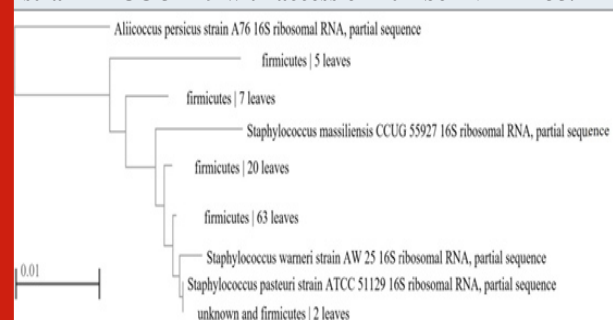 Aliicoccus persicus strain A76 16S ribosomal RNA, partial sequence
firmicutes | 5 leaves
firmicutes | 7 leaves
Staphylococcus massiliensis CCUG 55927 16S ribosomal RNA, partial sequence
firmicutes | 20 leaves
firmicutes | 63 leaves
Staphylococcus warneri strain AW 25 16S ribosomal RNA, partial sequence
0.01
Staphylococcus pasteuri strain ATCC 51129 16S ribosomal RNA, partial sequence
unknown and firmicutes | 2 leaves